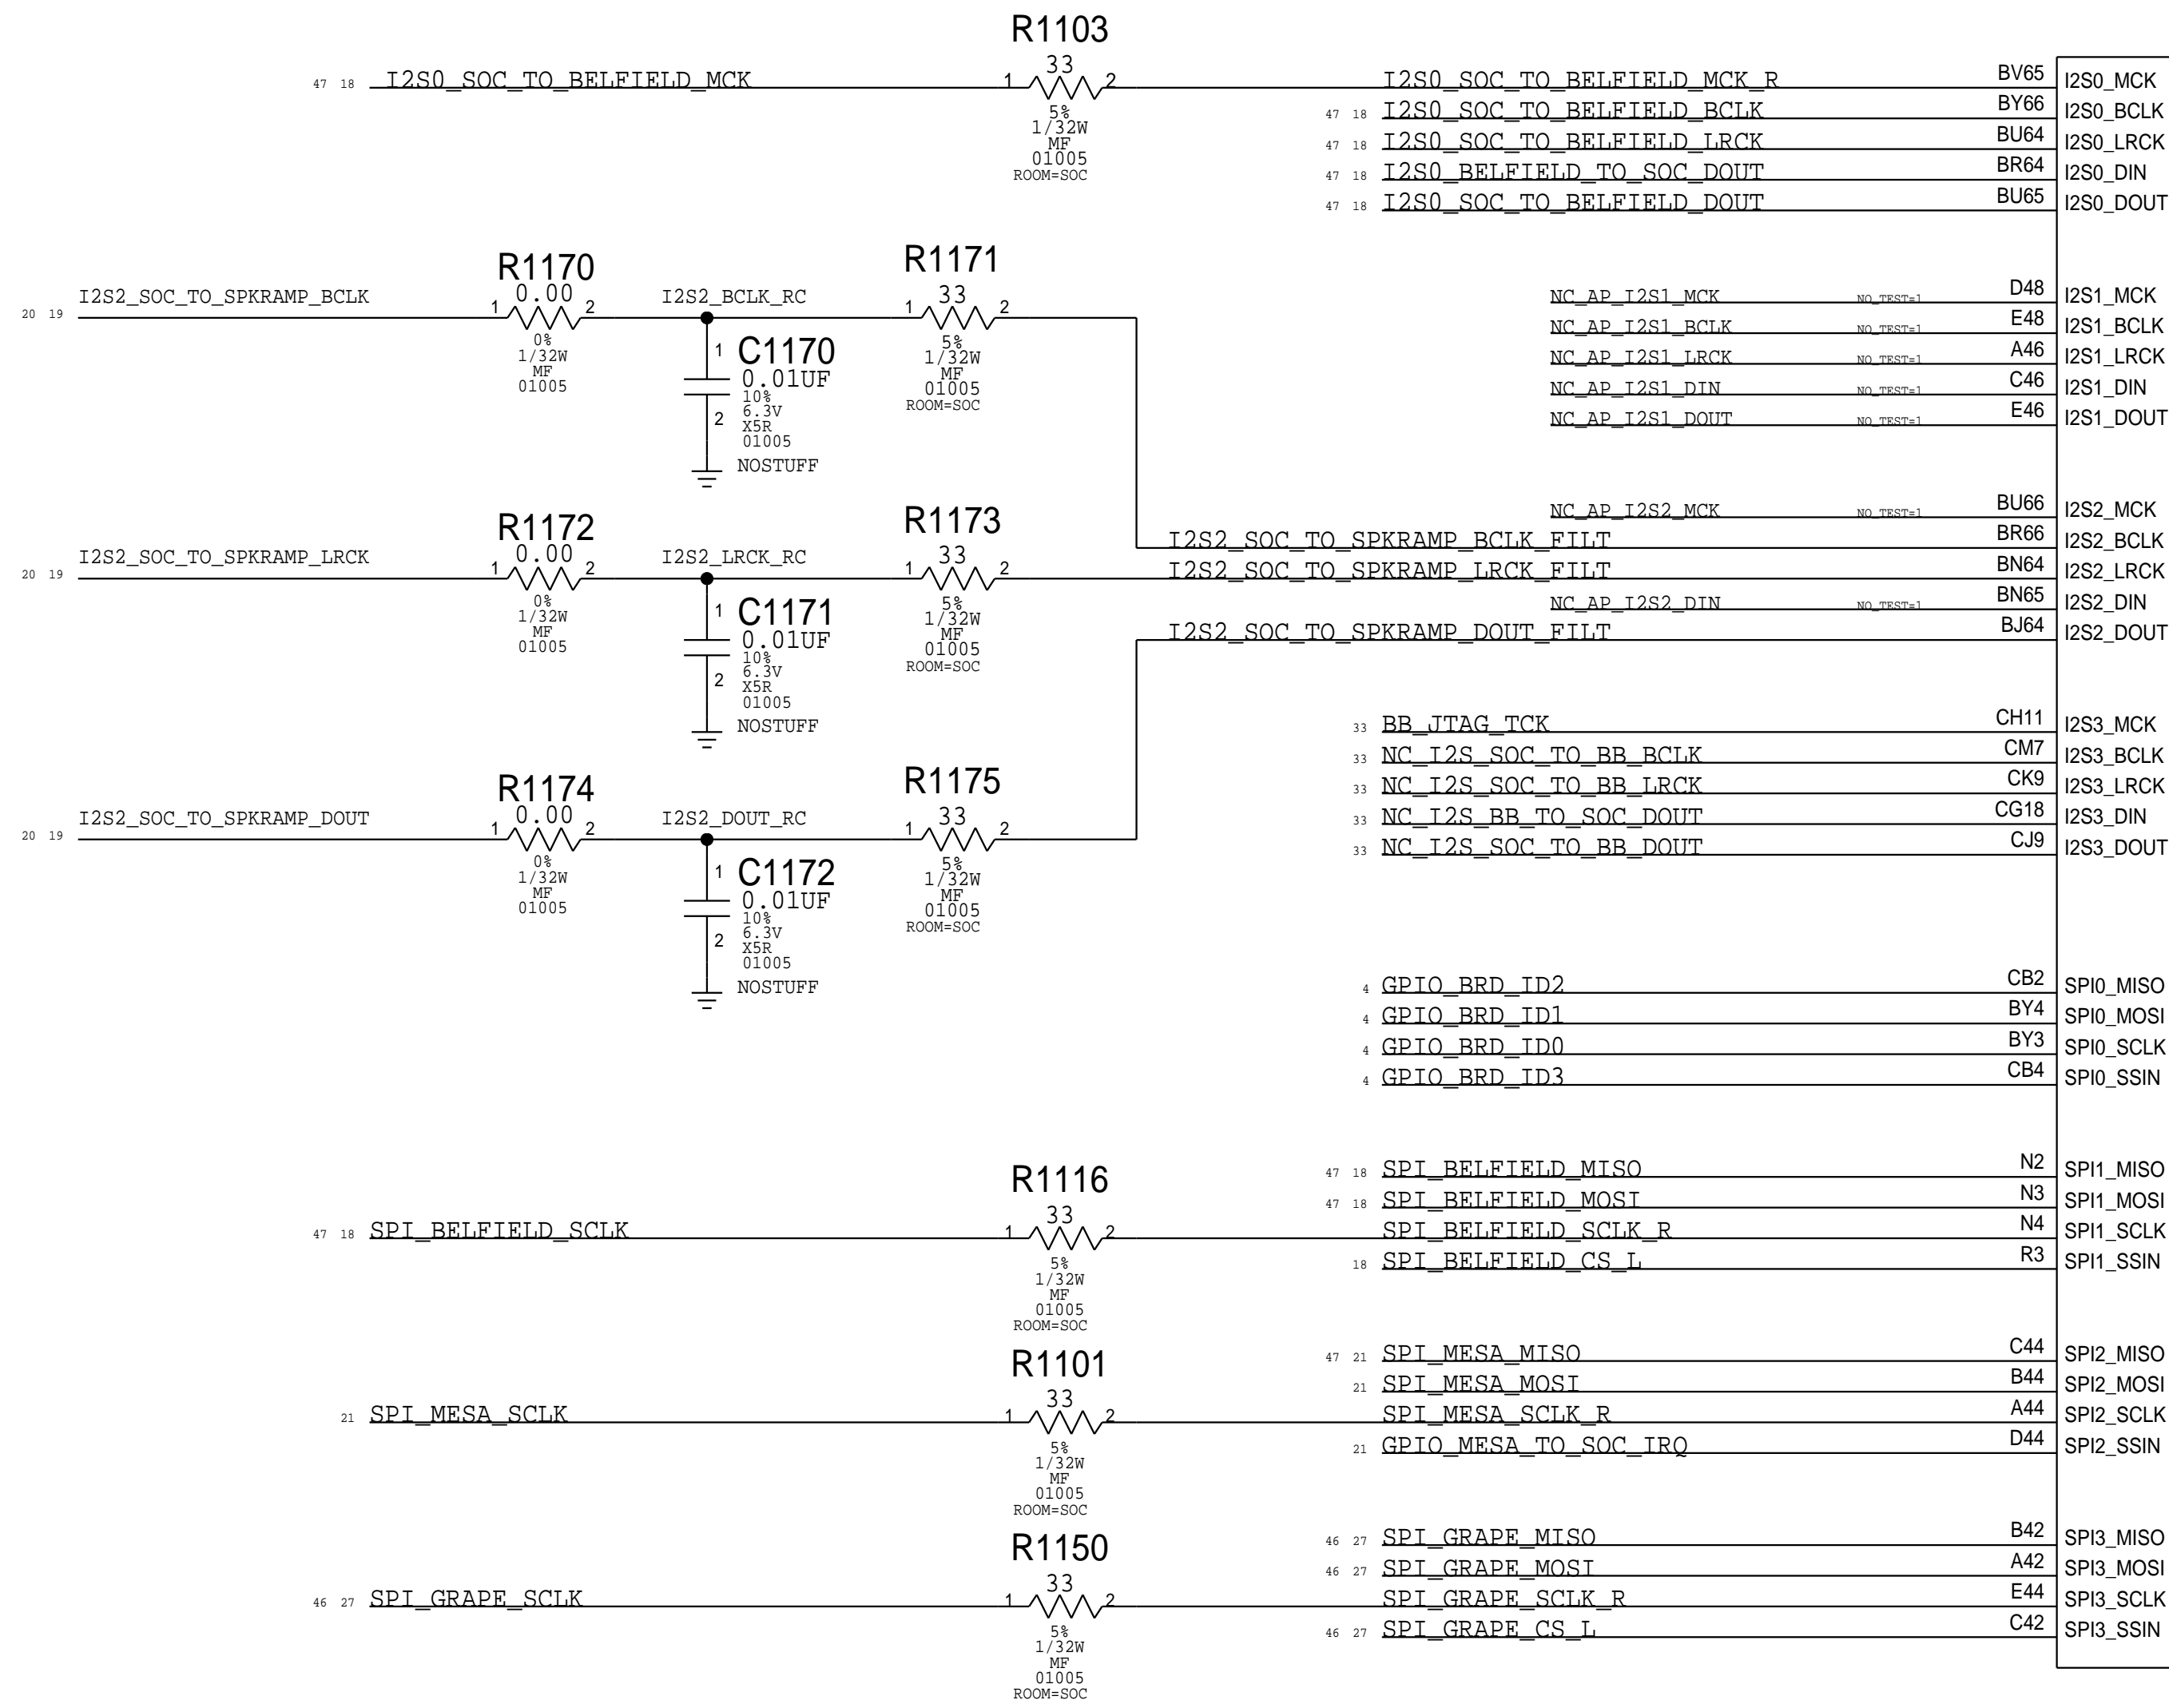 R1103
33
47 18 I2S0_SOC_TO_BELFIELD_MCK 1 2 I2S0_SOC_TO_BELFIELD_MCK_R BV65 I2S0_MCK
5%
1/32W
MF
01005
ROOM=SOC
47 18 I2S0_SOC_TO_BELFIELD_BCLK BY66 I2S0_BCLK
47 18 I2S0_SOC_TO_BELFIELD_LRCK BU64 I2S0_LRCK
47 18 I2S0_BELFIELD_TO_SOC_DOUT BR64 I2S0_DIN
47 18 I2S0_SOC_TO_BELFIELD_DOUT BU65 I2S0_DOUT
R1170 R1171
20 19 I2S2_SOC_TO_SPKRAMP_BCLK 1 0.00 2 I2S2_BCLK_RC 1 33 2
0%
1/32W
MF
01005
1 C1170
0.01UF
10%
6.3V
2 X5R
01005
NOSTUFF
5%
1/32W
MF
01005
ROOM=SOC
NC_AP_I2S1_MCK NO_TEST=1 D48 I2S1_MCK
NC_AP_I2S1_BCLK NO_TEST=1 E48 I2S1_BCLK
NC_AP_I2S1_LRCK NO_TEST=1 A46 I2S1_LRCK
NC_AP_I2S1_DIN NO_TEST=1 C46 I2S1_DIN
NC_AP_I2S1_DOUT NO_TEST=1 E46 I2S1_DOUT
R1172 R1173
20 19 I2S2_SOC_TO_SPKRAMP_LRCK 1 0.00 2 I2S2_LRCK_RC 1 33 2
0%
1/32W
MF
01005
1 C1171
0.01UF
10%
6.3V
2 X5R
01005
NOSTUFF
5%
1/32W
MF
01005
ROOM=SOC
NC_AP_I2S2_MCK NO_TEST=1 BU66 I2S2_MCK
I2S2_SOC_TO_SPKRAMP_BCLK_FILT BR66 I2S2_BCLK
I2S2_SOC_TO_SPKRAMP_LRCK_FILT BN64 I2S2_LRCK
NC_AP_I2S2_DIN NO_TEST=1 BN65 I2S2_DIN
I2S2_SOC_TO_SPKRAMP_DOUT_FILT BJ64 I2S2_DOUT
R1174 R1175
20 19 I2S2_SOC_TO_SPKRAMP_DOUT 1 0.00 2 I2S2_DOUT_RC 1 33 2
0%
1/32W
MF
01005
1 C1172
0.01UF
10%
6.3V
2 X5R
01005
NOSTUFF
5%
1/32W
MF
01005
ROOM=SOC
33 BB_JTAG_TCK CH11 I2S3_MCK
33 NC_I2S_SOC_TO_BB_BCLK CM7 I2S3_BCLK
33 NC_I2S_SOC_TO_BB_LRCK CK9 I2S3_LRCK
33 NC_I2S_BB_TO_SOC_DOUT CG18 I2S3_DIN
33 NC_I2S_SOC_TO_BB_DOUT CJ9 I2S3_DOUT
4 GPIO_BRD_ID2 CB2 SPI0_MISO
4 GPIO_BRD_ID1 BY4 SPI0_MOSI
4 GPIO_BRD_ID0 BY3 SPI0_SCLK
4 GPIO_BRD_ID3 CB4 SPI0_SSIN
47 18 SPI_BELFIELD_MISO N2 SPI1_MISO
47 18 SPI_BELFIELD_MOSI N3 SPI1_MOSI
R1116
33
47 18 SPI_BELFIELD_SCLK 1 2 SPI_BELFIELD_SCLK_R N4 SPI1_SCLK
18 SPI_BELFIELD_CS_L R3 SPI1_SSIN
5%
1/32W
MF
01005
ROOM=SOC
47 21 SPI_MESA_MISO C44 SPI2_MISO
21 SPI_MESA_MOSI B44 SPI2_MOSI
R1101
33
21 SPI_MESA_SCLK 1 2 SPI_MESA_SCLK_R A44 SPI2_SCLK
21 GPIO_MESA_TO_SOC_IRQ D44 SPI2_SSIN
5%
1/32W
MF
01005
ROOM=SOC
46 27 SPI_GRAPE_MISO B42 SPI3_MISO
46 27 SPI_GRAPE_MOSI A42 SPI3_MOSI
R1150
33
46 27 SPI_GRAPE_SCLK 1 2 SPI_GRAPE_SCLK_R E44 SPI3_SCLK
46 27 SPI_GRAPE_CS_L C42 SPI3_SSIN
5%
1/32W
MF
01005
ROOM=SOC